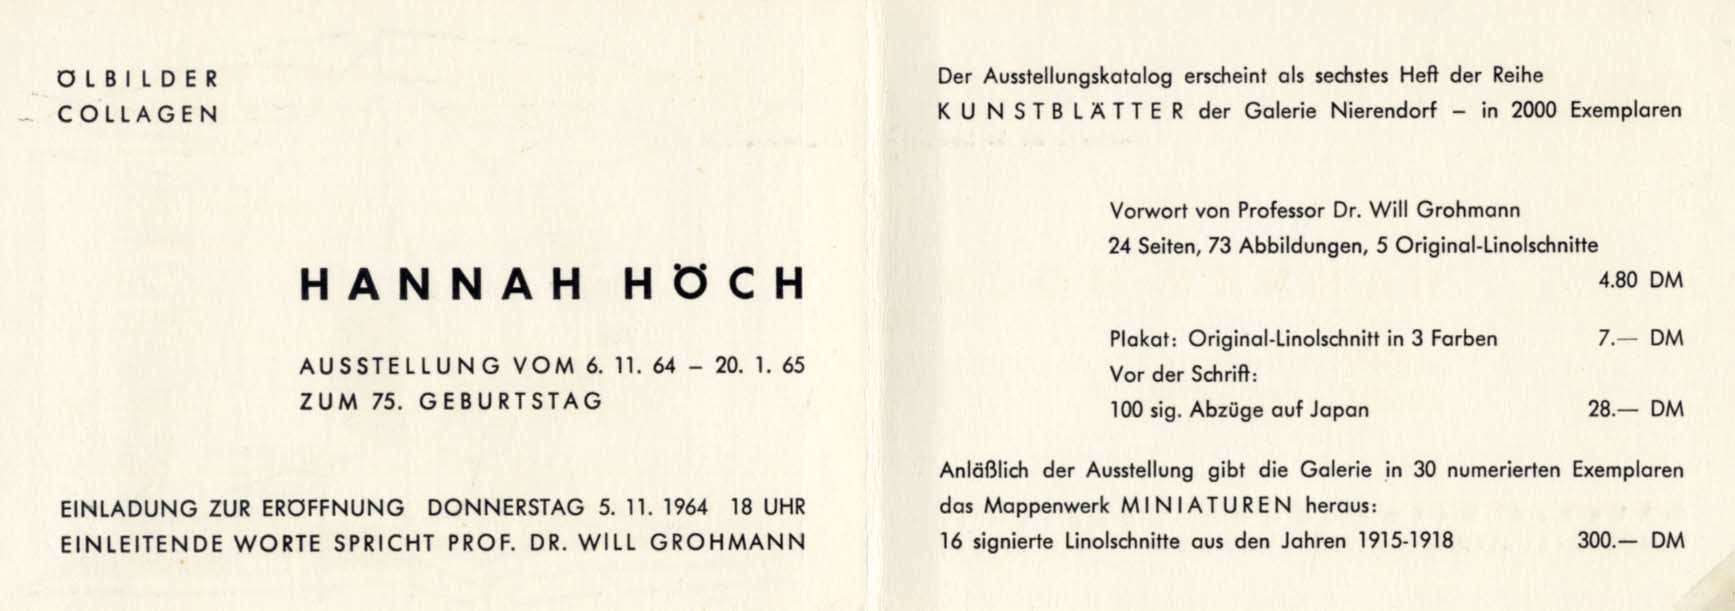 ÖLBILDER
COLLAGEN
HANNAH HÖCH
AUSSTELLUNG VOM 6. 11. 64 – 20. 1. 65
ZUM 75. GEBURTSTAG
EINLADUNG ZUR ERÖFFNUNG DONNERSTAG 5. 11. 1964 18 UHR
EINLEITENDE WORTE SPRICHT PROF. DR. WILL GROHMANN
Der Ausstellungskatalog erscheint als sechstes Heft der Reihe
KUNSTBLÄTTER der Galerie Nierendorf – in 2000 Exemplaren
Vorwort von Professor Dr. Will Grohmann
24 Seiten, 73 Abbildungen, 5 Original-Linolschnitte
4.80 DM
Plakat: Original-Linolschnitt in 3 Farben 7.— DM
Vor der Schrift:
100 sig. Abzüge auf Japan 28.— DM
Anläßlich der Ausstellung gibt die Galerie in 30 numerierten Exemplaren
das Mappenwerk MINIATUREN heraus:
16 signierte Linolschnitte aus den Jahren 1915-1918 300.— DM